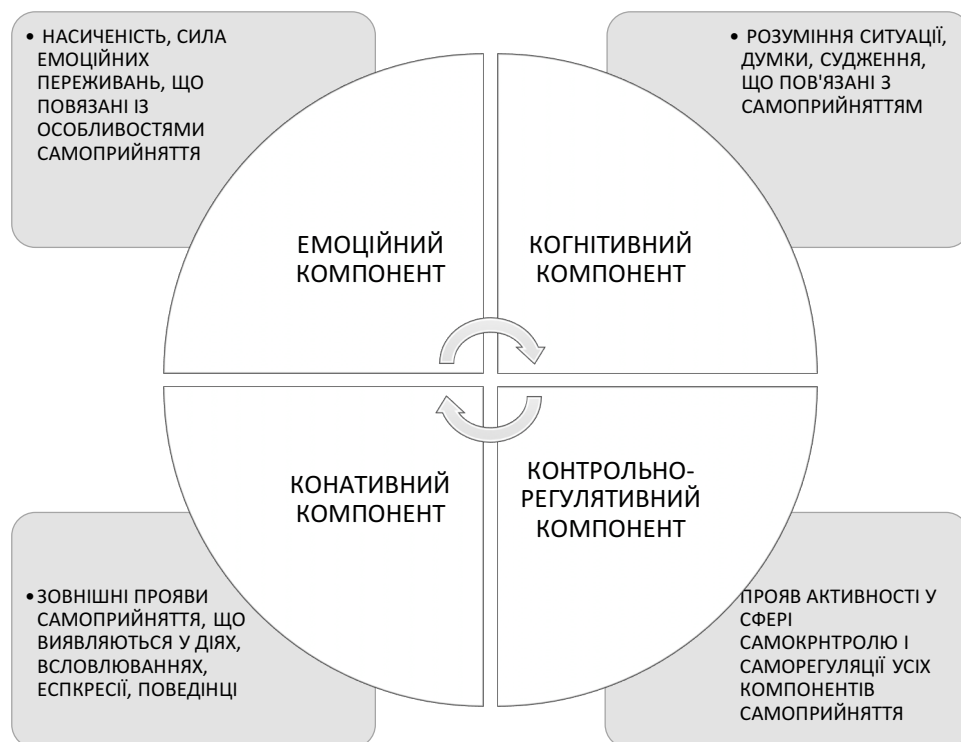 • НАСИЧЕНІСТЬ, СИЛА
ЕМОЦІЙНИХ
ПЕРЕЖИВАНЬ, ЩО
ПОВЯЗАНІ ІЗ
ОСОБЛИВОСТЯМИ
САМОПРИЙНЯТТЯ
• РОЗУМІННЯ СИТУАЦІЇ,
ДУМКИ, СУДЖЕННЯ,
ЩО ПОВ'ЯЗАНІ З
САМОПРИЙНЯТТЯМ
ЕМОЦІЙНИЙ
КОМПОНЕНТ
КОГНІТИВНИЙ
КОМПОНЕНТ
КОНАТИВНИЙ
КОМПОНЕНТ
КОНТРОЛЬНО-
РЕГУЛЯТИВНИЙ
КОМПОНЕНТ
•ЗОВНІШНІ ПРОЯВИ
САМОПРИЙНЯТТЯ, ЩО
ВИЯВЛЯЮТЬСЯ У ДІЯХ,
ВСЛОВЛЮВАННЯХ,
ЕСПКРЕСІЇ, ПОВЕДІНЦІ
ПРОЯВ АКТИВНОСТІ У
СФЕРІ
САМОКРНТРОЛЮ І
САМОРЕГУЛЯЦІЇ УСІХ
КОМПОНЕНТІВ
САМОПРИЙНЯТТЯ